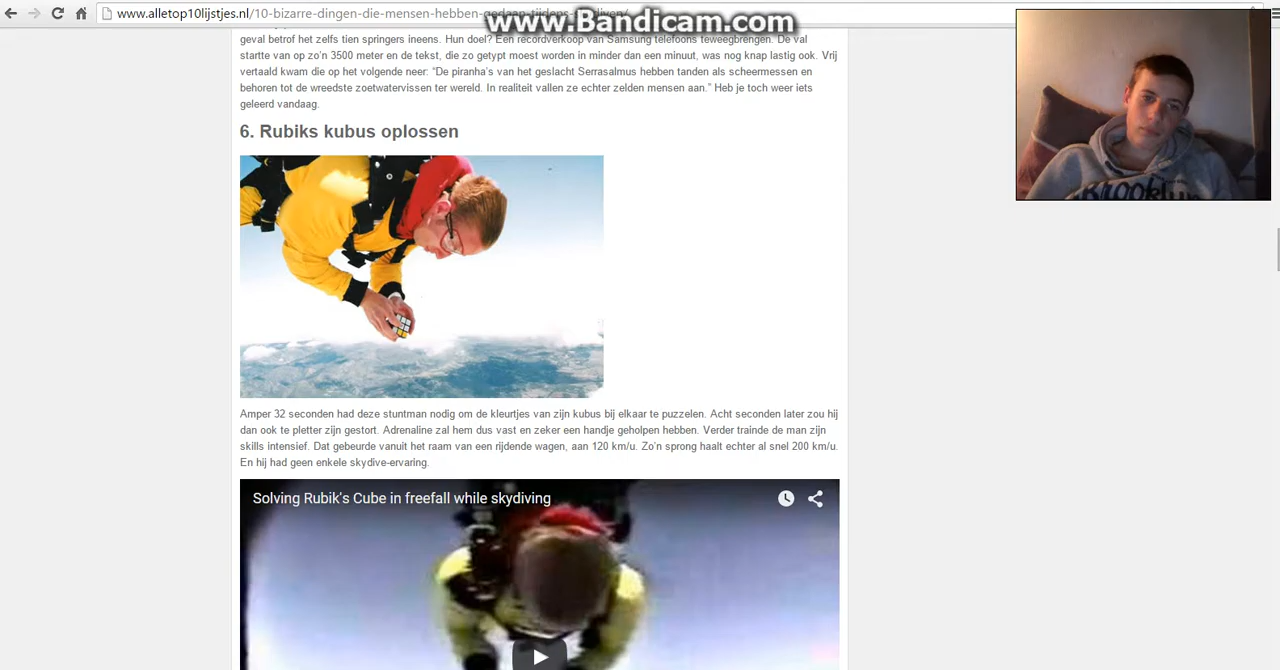 www.Bandicam.com
www.alletop10lijstjes.nl/10-bizarre-dingen-die-mensen-hebben-gedaan-tijdens-
geval betrof het zelfs tien springers ineens. Hun doel? Een recordverkoop van Samsung telefoons teweegbrengen. De val
startte van op zo'n 3500 meter en de tekst, die zo getypt moest worden in minder dan een minuut, was nog knap lastig ook. Vrij
vertaald kwam die op het volgende neer: “De piranha's van het geslacht Serrasalmus hebben tanden als scheermessen en
behoren tot de wreedste zoetwatervissen ter wereld. In realiteit vallen ze echter zelden mensen aan.” Heb je toch weer iets
geleerd vandaag.
6. Rubiks kubus oplossen
Amper 32 seconden had deze stuntman nodig om de kleurtjes van zijn kubus bij elkaar te puzzelen. Acht seconden later zou hij
dan ook te pletter zijn gestort. Adrenaline zal hem dus vast en zeker een handje geholpen hebben. Verder trainde de man zijn
skills intensief. Dat gebeurde vanuit het raam van een rijdende wagen, aan 120 km/u. Zo'n sprong haalt echter al snel 200 km/u.
En hij had geen enkele skydive-ervaring.
Solving Rubik's Cube in freefall while skydiving